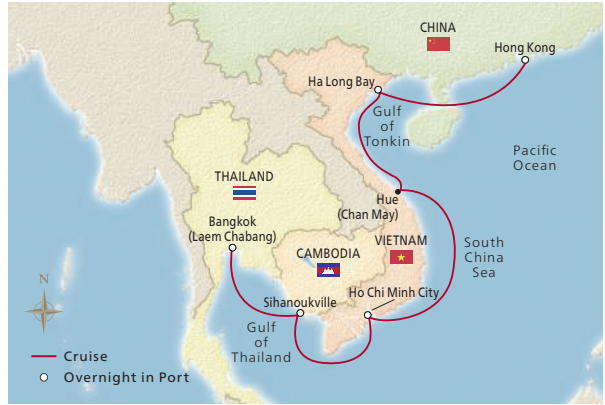 CHINA
Hong Kong
Ha Long Bay
Gulf
of
Tonkin
Pacific
Ocean
THAILAND
Hue
(Chan May)
Bangkok
(Laem Chabang)
VIETNAM
South
China
Sea
CAMBODIA
N
Ho Chi Minh City
Sihanoukville
Gulf
of
Thailand
Cruise
Overnight in Port